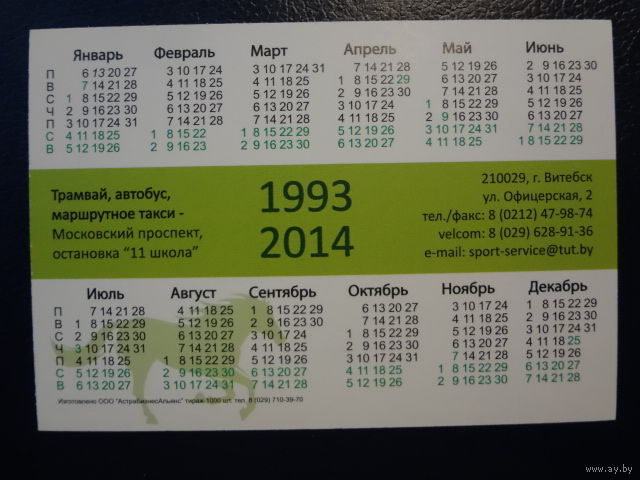 Январь Февраль Март Апрель Май Июнь
П 6 13 20 27 3 10 17 24 3 10 17 24 31 7 14 21 28 5 12 19 26 2 9 16 23 30
В 7 14 21 28 4 11 18 25 4 11 18 25 1 8 15 22 29 6 13 20 27 3 10 17 24
С 1 8 15 22 29 5 12 19 26 5 12 19 26 2 9 16 23 30 7 14 21 28 4 11 18 25
Ч 2 9 16 23 30 6 13 20 27 6 13 20 27 3 10 17 24 1 8 15 22 29 5 12 19 26
П 3 10 17 24 31 7 14 21 28 7 14 21 28 4 11 18 25 2 9 16 23 30 6 13 20 27
С 4 11 18 25 1 8 15 22 1 8 15 22 29 5 12 19 26 3 10 17 24 31 7 14 21 28
В 5 12 19 26 2 9 16 23 2 9 16 23 30 6 13 20 27 4 11 18 25 1 8 15 22 29
Трамвай, автобус,
маршрутное такси -
Московский проспект,
остановка "11 школа"
1993
2014
210029, г. Витебск
ул. Офицерская, 2
тел./факс: 8 (0212) 47-98-74
velcom: 8 (029) 628-91-36
e-mail: sport-service@tut.by
Июль Август Сентябрь Октябрь Ноябрь Декабрь
П 7 14 21 28 4 11 18 25 1 8 15 22 29 6 13 20 27 3 10 17 24 1 8 15 22 29
В 1 8 15 22 29 5 12 19 26 2 9 16 23 30 7 14 21 28 4 11 18 25 2 9 16 23 30
С 2 9 16 23 30 6 13 20 27 3 10 17 24 1 8 15 22 29 5 12 19 26 3 10 17 24 31
Ч 3 10 17 24 31 7 14 21 28 4 11 18 25 2 9 16 23 30 6 13 20 27 4 11 18 25
П 4 11 18 25 1 8 15 22 29 5 12 19 26 3 10 17 24 31 7 14 21 28 5 12 19 26
С 5 12 19 26 2 9 16 23 30 6 13 20 27 4 11 18 25 1 8 15 22 29 6 13 20 27
В 6 13 20 27 3 10 17 24 31 7 14 21 28 5 12 19 26 2 9 16 23 30 7 14 21 28
Изготовлено ООО "АстрабизнесАльянс" тираж 1000 шт. тел. 8 (029) 710-39-70
www.ay.by